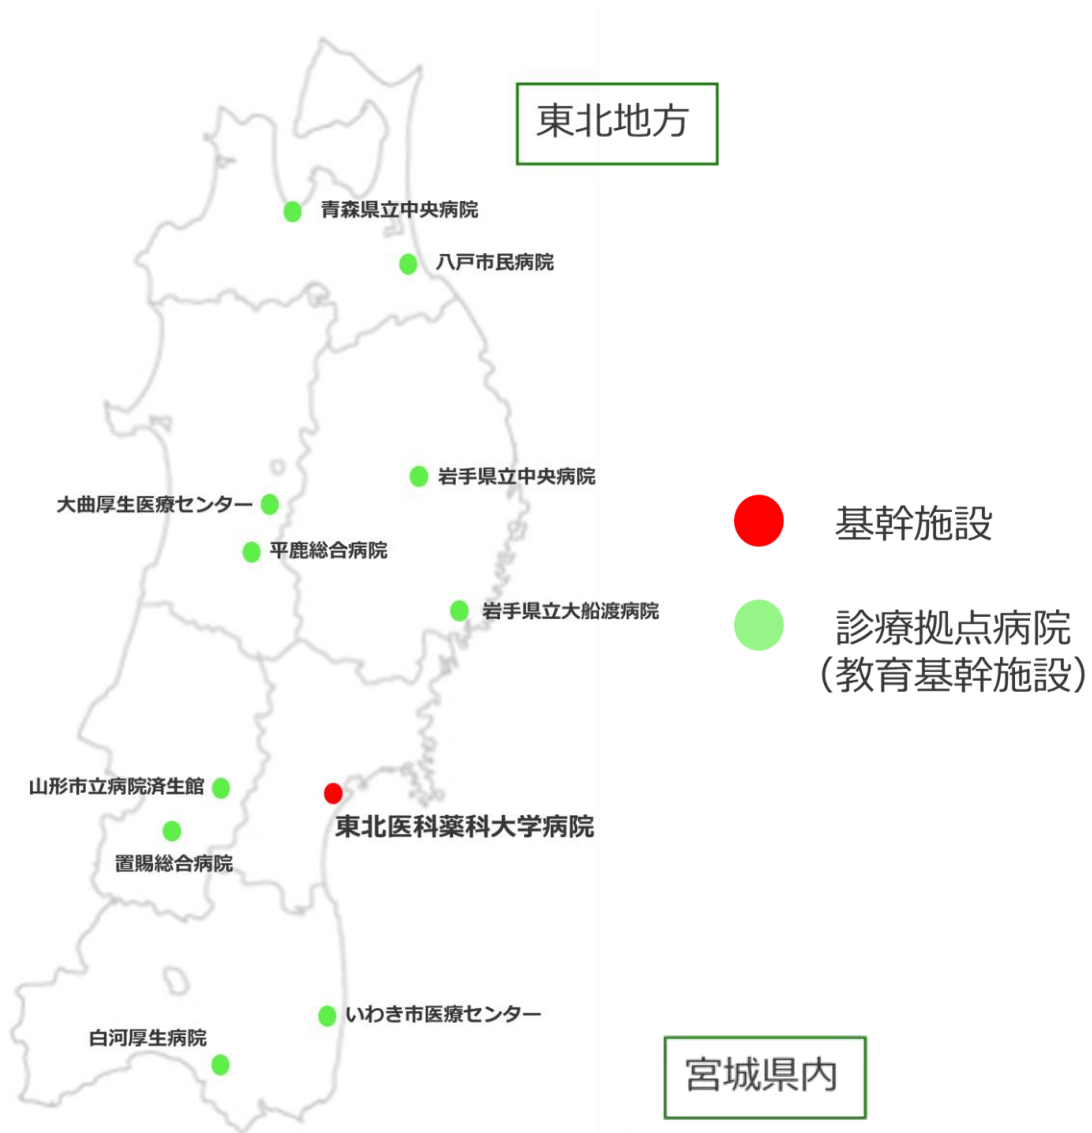 東北地方
青森県立中央病院
八戸市民病院
岩手県立中央病院
大曲厚生医療センター
基幹施設
平鹿総合病院
岩手県立大船渡病院
診療拠点病院
（教育基幹施設）
山形市立病院済生館
東北医科薬科大学病院
置賜総合病院
いわき市医療センター
白河厚生病院
宮城県内